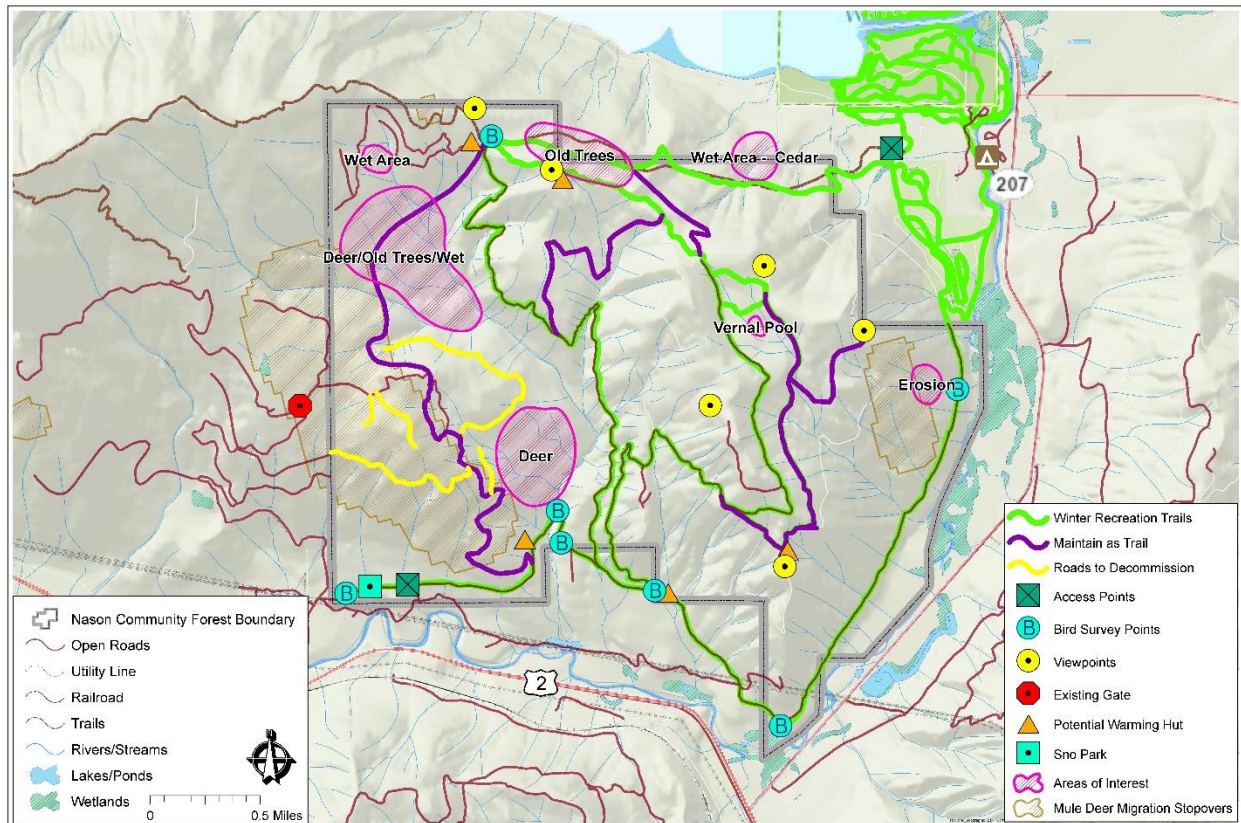 B
Wet Area
Old Trees
Wet Area - Cedar
207
Deer/Old Trees/Wet
Vernal Pool
Erosion
B
Deer
B
B
B
B
B
2
Nason Community Forest Boundary
Open Roads
Utility Line
Railroad
Trails
Rivers/Streams
Lakes/Ponds
Wetlands
0 0.5 Miles
Winter Recreation Trails
Maintain as Trail
Roads to Decommission
Access Points
B Bird Survey Points
Viewpoints
Existing Gate
Potential Warming Hut
Sno Park
Areas of Interest
Mule Deer Migration Stopovers